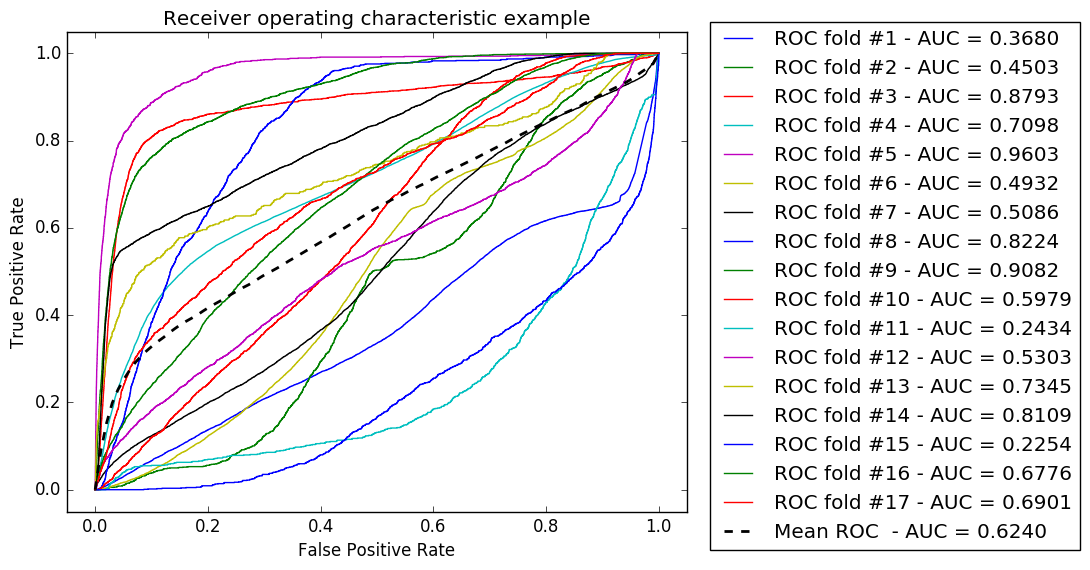 Receiver operating characteristic example
True Positive Rate
1.0
0.8
0.6
0.4
0.2
0.0
0.0 0.2 0.4 0.6 0.8 1.0
False Positive Rate
ROC fold #1 - AUC = 0.3680
ROC fold #2 - AUC = 0.4503
ROC fold #3 - AUC = 0.8793
ROC fold #4 - AUC = 0.7098
ROC fold #5 - AUC = 0.9603
ROC fold #6 - AUC = 0.4932
ROC fold #7 - AUC = 0.5086
ROC fold #8 - AUC = 0.8224
ROC fold #9 - AUC = 0.9082
ROC fold #10 - AUC = 0.5979
ROC fold #11 - AUC = 0.2434
ROC fold #12 - AUC = 0.5303
ROC fold #13 - AUC = 0.7345
ROC fold #14 - AUC = 0.8109
ROC fold #15 - AUC = 0.2254
ROC fold #16 - AUC = 0.6776
ROC fold #17 - AUC = 0.6901
Mean ROC  - AUC = 0.6240